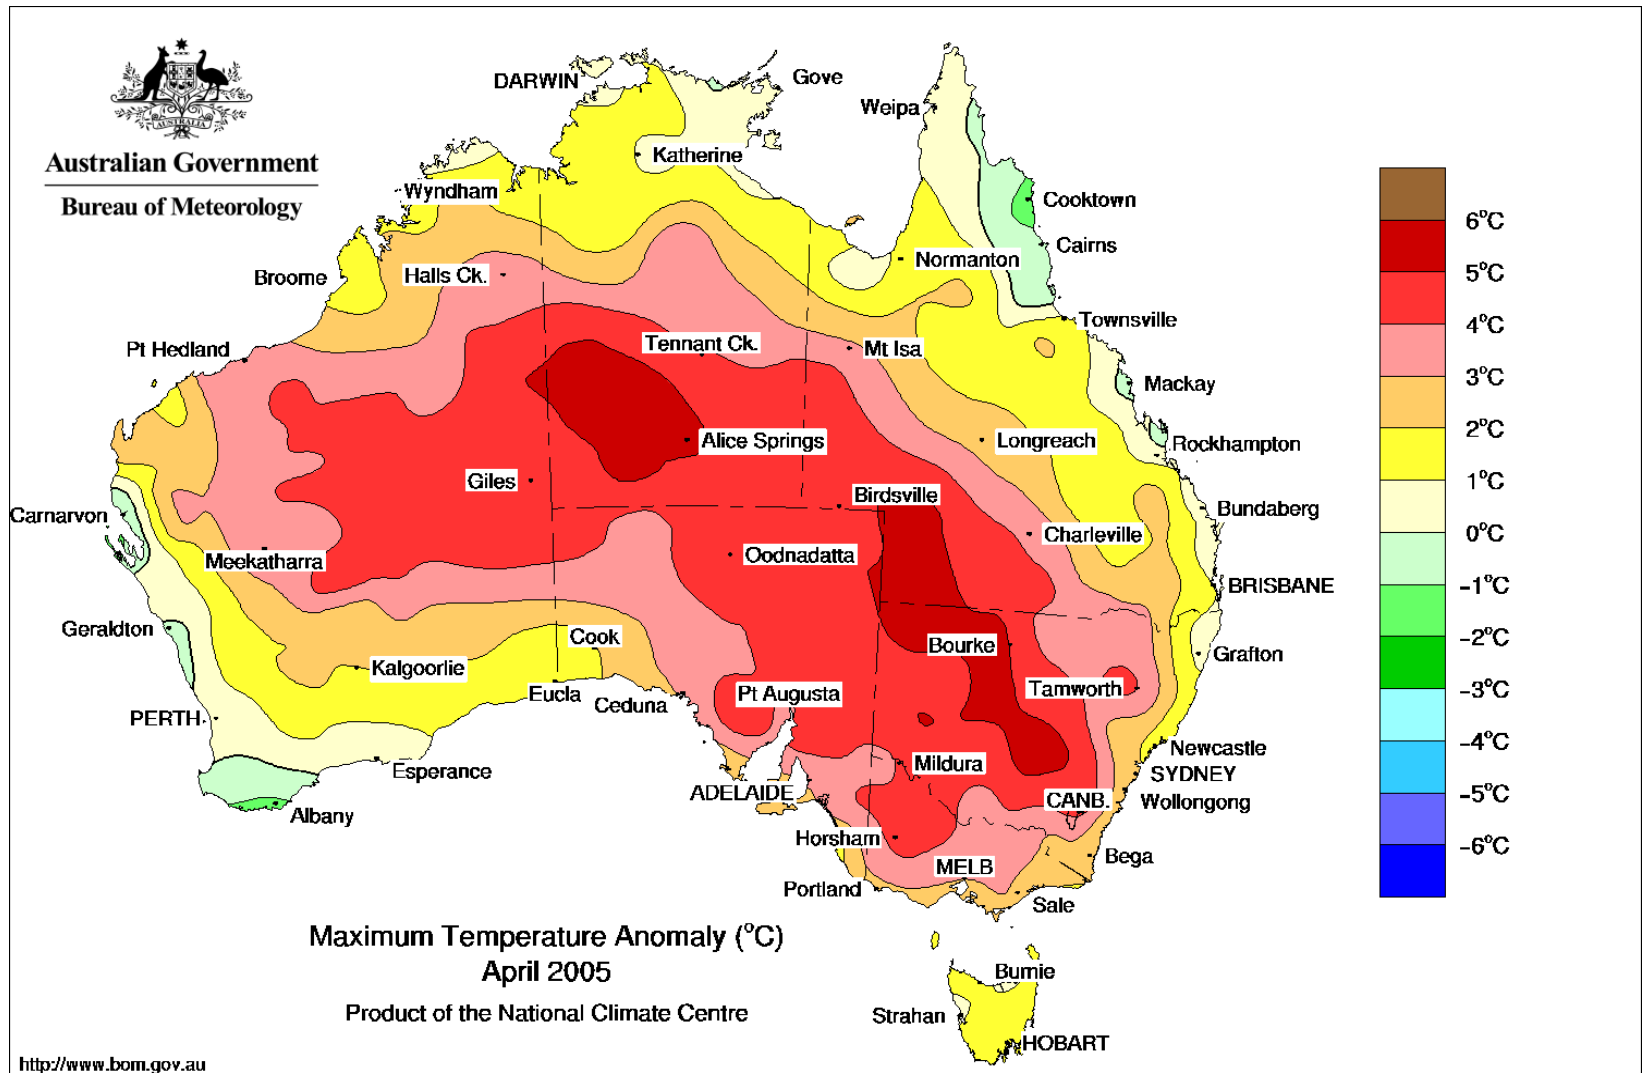 AUSTRALIA
Australian Government
Bureau of Meteorology
DARWIN
Gove
Weipa
Katherine
Wyndham
Cooktown
Cairns
Normanton
Broome
Halls Ck.
Townsville
Pt Hedland
Tennant Ck.
Mt Isa
Mackay
Alice Springs
Longreach
Rockhampton
Giles
Birdsville
Bundaberg
Carnarvon
Charleville
Meekatharra
Oodnadatta
BRISBANE
Geraldton
Cook
Bourke
Grafton
Kalgoorlie
Eucla
Ceduna
Pt Augusta
Tamworth
PERTH
Esperance
Mildura
Newcastle
SYDNEY
ADELAIDE
CANB.
Wollongong
Albany
Horsham
MELB
Bega
Portland
Sale
Burnie
Strahan
HOBART
6°C
5°C
4°C
3°C
2°C
1°C
0°C
-1°C
-2°C
-3°C
-4°C
-5°C
-6°C
Maximum Temperature Anomaly (°C)
April 2005
Product of the National Climate Centre
http://www.bom.gov.au